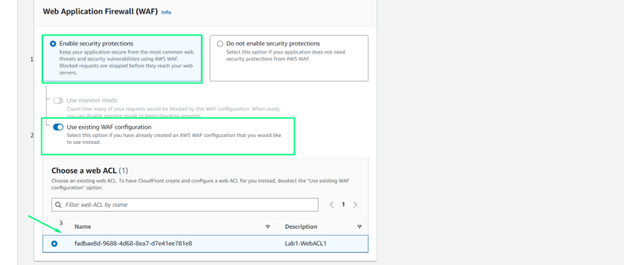 Web Application Firewall (WAF) Info
Enable security protections
Keep your application secure from the most common web
threats and security vulnerabilities using AWS WAF.
Blocked requests are stopped before they reach your web
servers.
Do not enable security protections
Select this option if your application does not need
security protections from AWS WAF.
1
Use monitor mode
Count how many of your requests would be blocked by this WAF configuration. When ready,
you can disable monitor mode to begin blocking requests.
2
Use existing WAF configuration
Select this option if you have already created an AWS WAF configuration that you would like
to use instead.
Choose a web ACL (1)
Choose an existing web ACL. To have CloudFront create and configure a web ACL for you instead, deselect the "Use existing WAF
configuration" option.
Filter web ACL by name
1
3
Name
Description
fadbae8d-9688-4d68-8ea7-d7e41ee781e8
Lab1-WebACL1